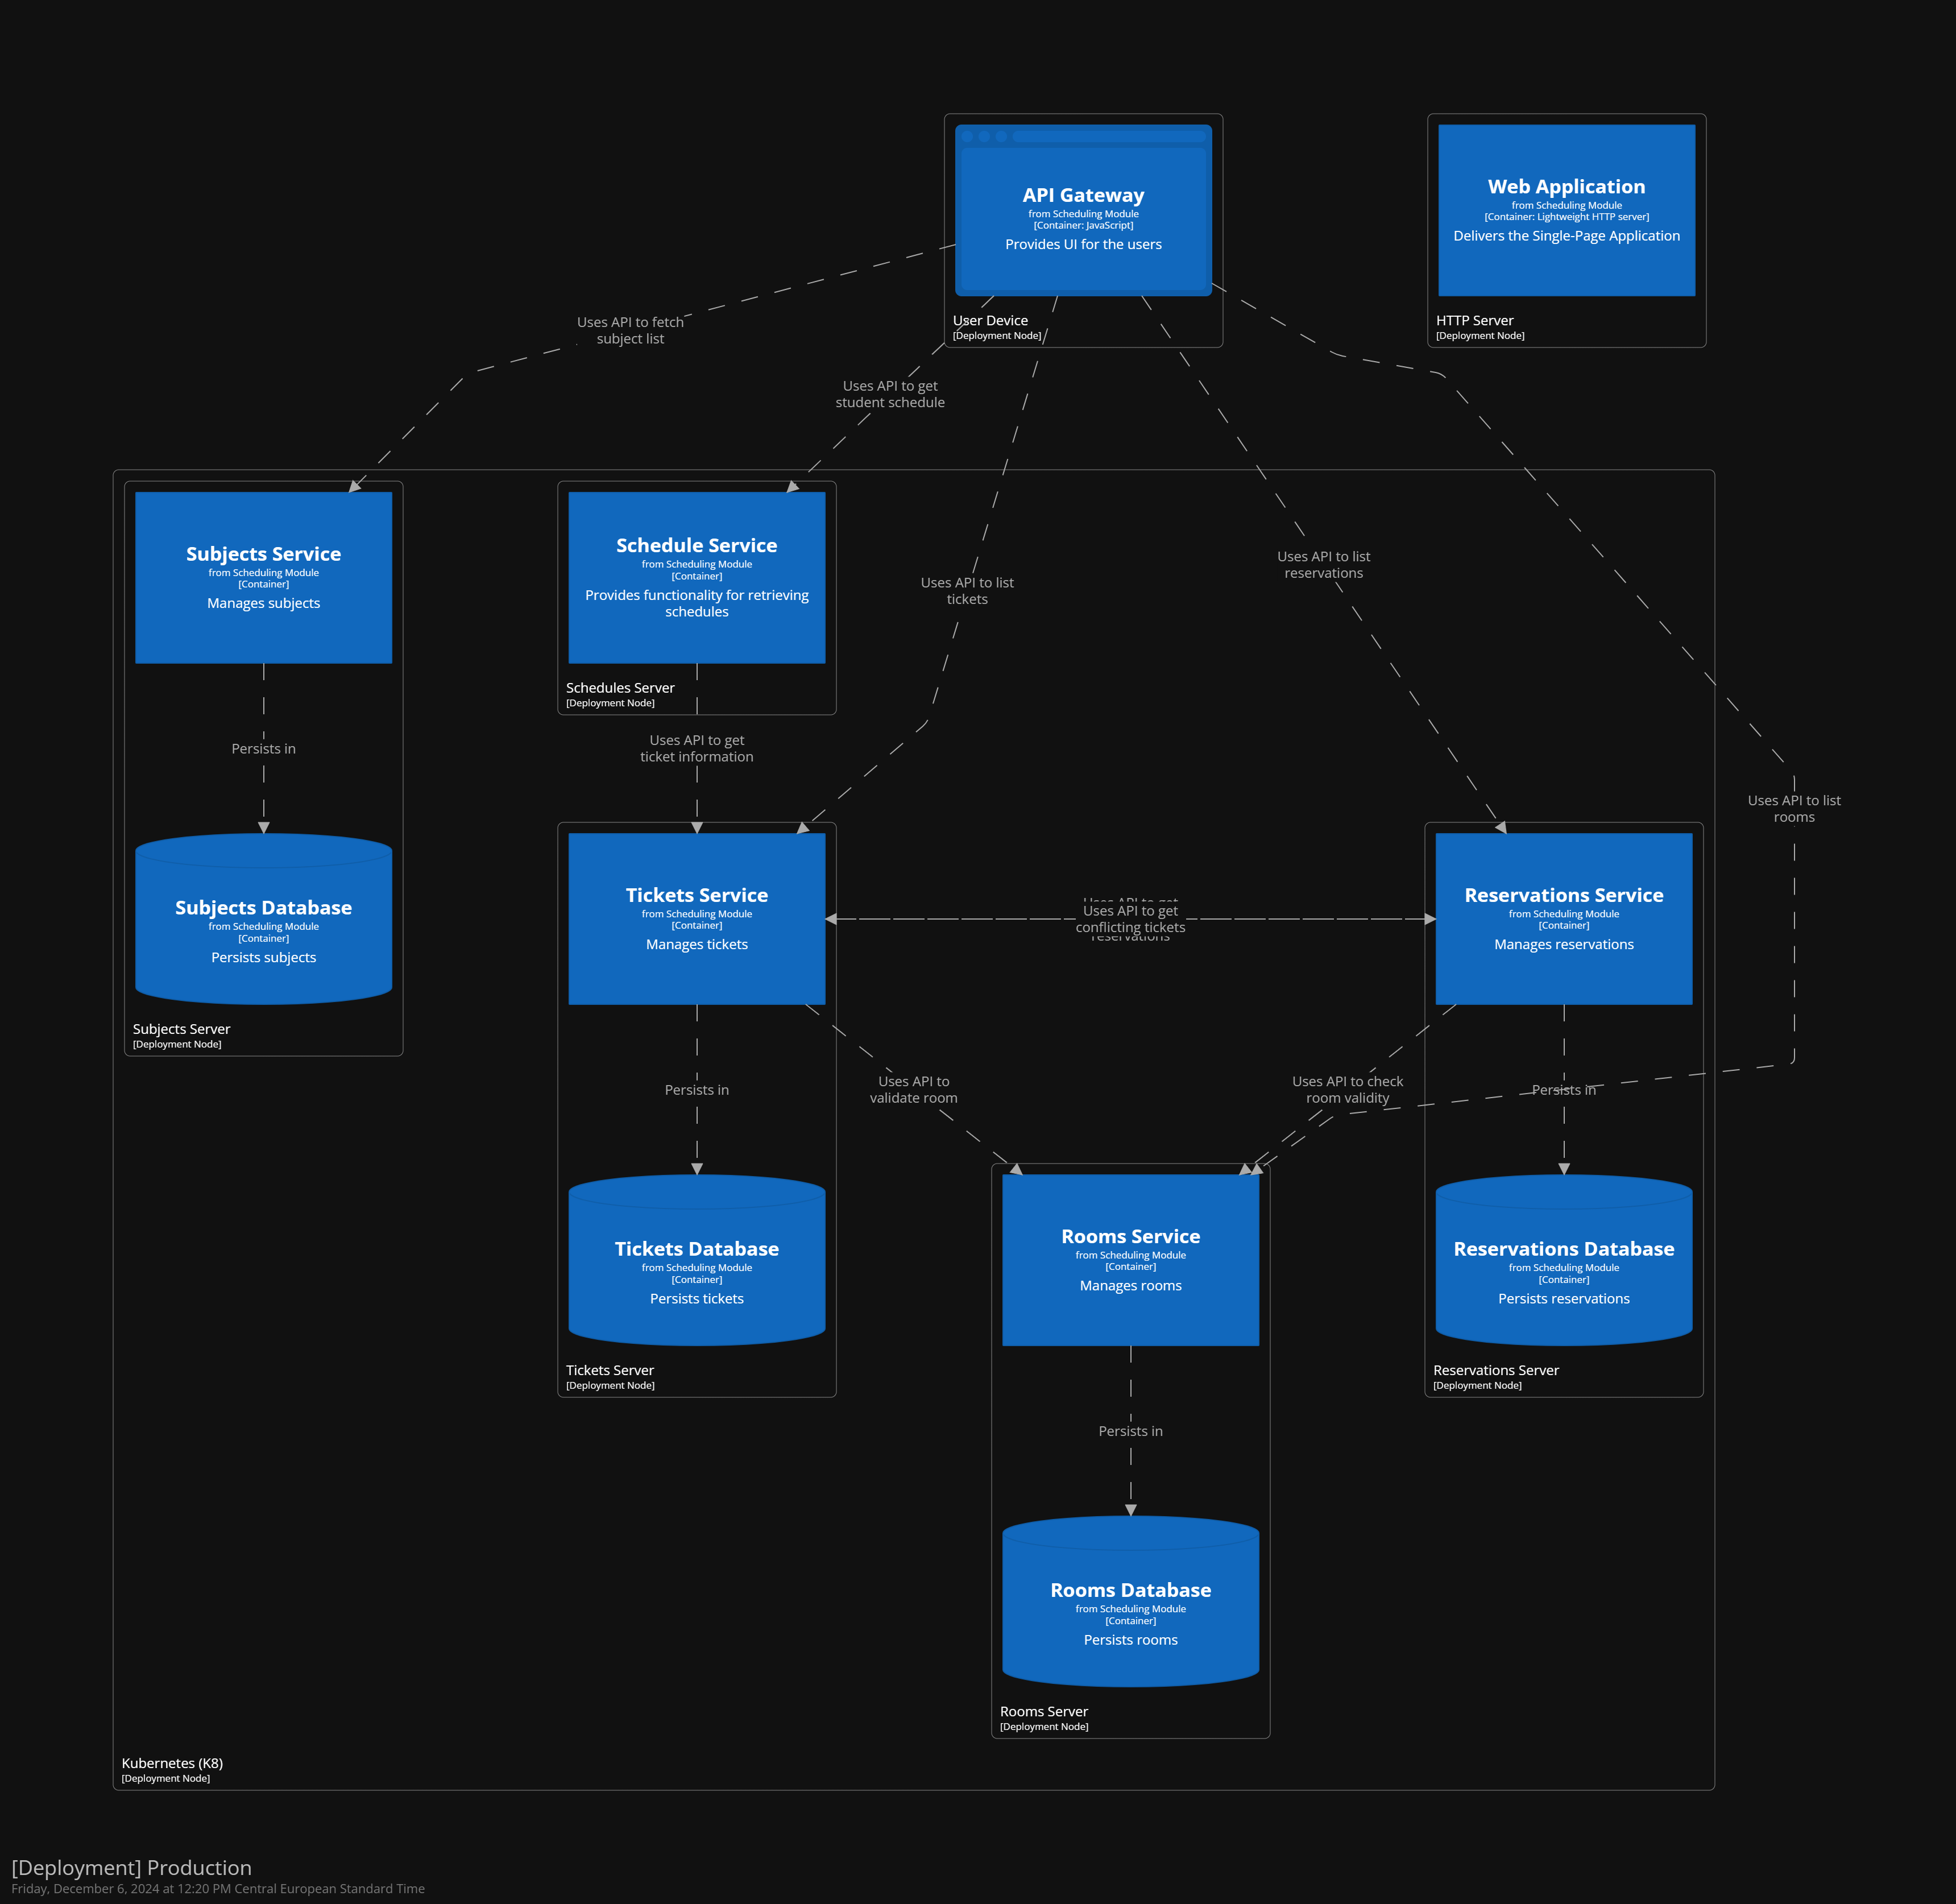 API Gateway
from Scheduling Module
[Container: JavaScript]
Provides UI for the users
User Device
[Deployment Node]
Web Application
from Scheduling Module
[Container: Lightweight HTTP server]
Delivers the Single-Page Application
HTTP Server
[Deployment Node]
Uses API to fetch
subject list
Uses API to get
student schedule
Uses API to list
tickets
Uses API to list
reservations
Uses API to list
rooms
Subjects Service
from Scheduling Module
[Container]
Manages subjects
Persists in
Subjects Database
from Scheduling Module
[Container]
Persists subjects
Subjects Server
[Deployment Node]
Schedule Service
from Scheduling Module
[Container]
Provides functionality for retrieving
schedules
Schedules Server
[Deployment Node]
Uses API to get
ticket information
Tickets Service
from Scheduling Module
[Container]
Manages tickets
Uses API to get
Uses API to get
conflicting tickets
reservations
Reservations Service
from Scheduling Module
[Container]
Manages reservations
Persists in
Uses API to
validate room
Uses API to check
room validity
Persists in
Tickets Database
from Scheduling Module
[Container]
Persists tickets
Tickets Server
[Deployment Node]
Rooms Service
from Scheduling Module
[Container]
Manages rooms
Reservations Database
from Scheduling Module
[Container]
Persists reservations
Reservations Server
[Deployment Node]
Persists in
Rooms Database
from Scheduling Module
[Container]
Persists rooms
Rooms Server
[Deployment Node]
Kubernetes (K8)
[Deployment Node]
[Deployment] Production
Friday, December 6, 2024 at 12:20 PM Central European Standard Time